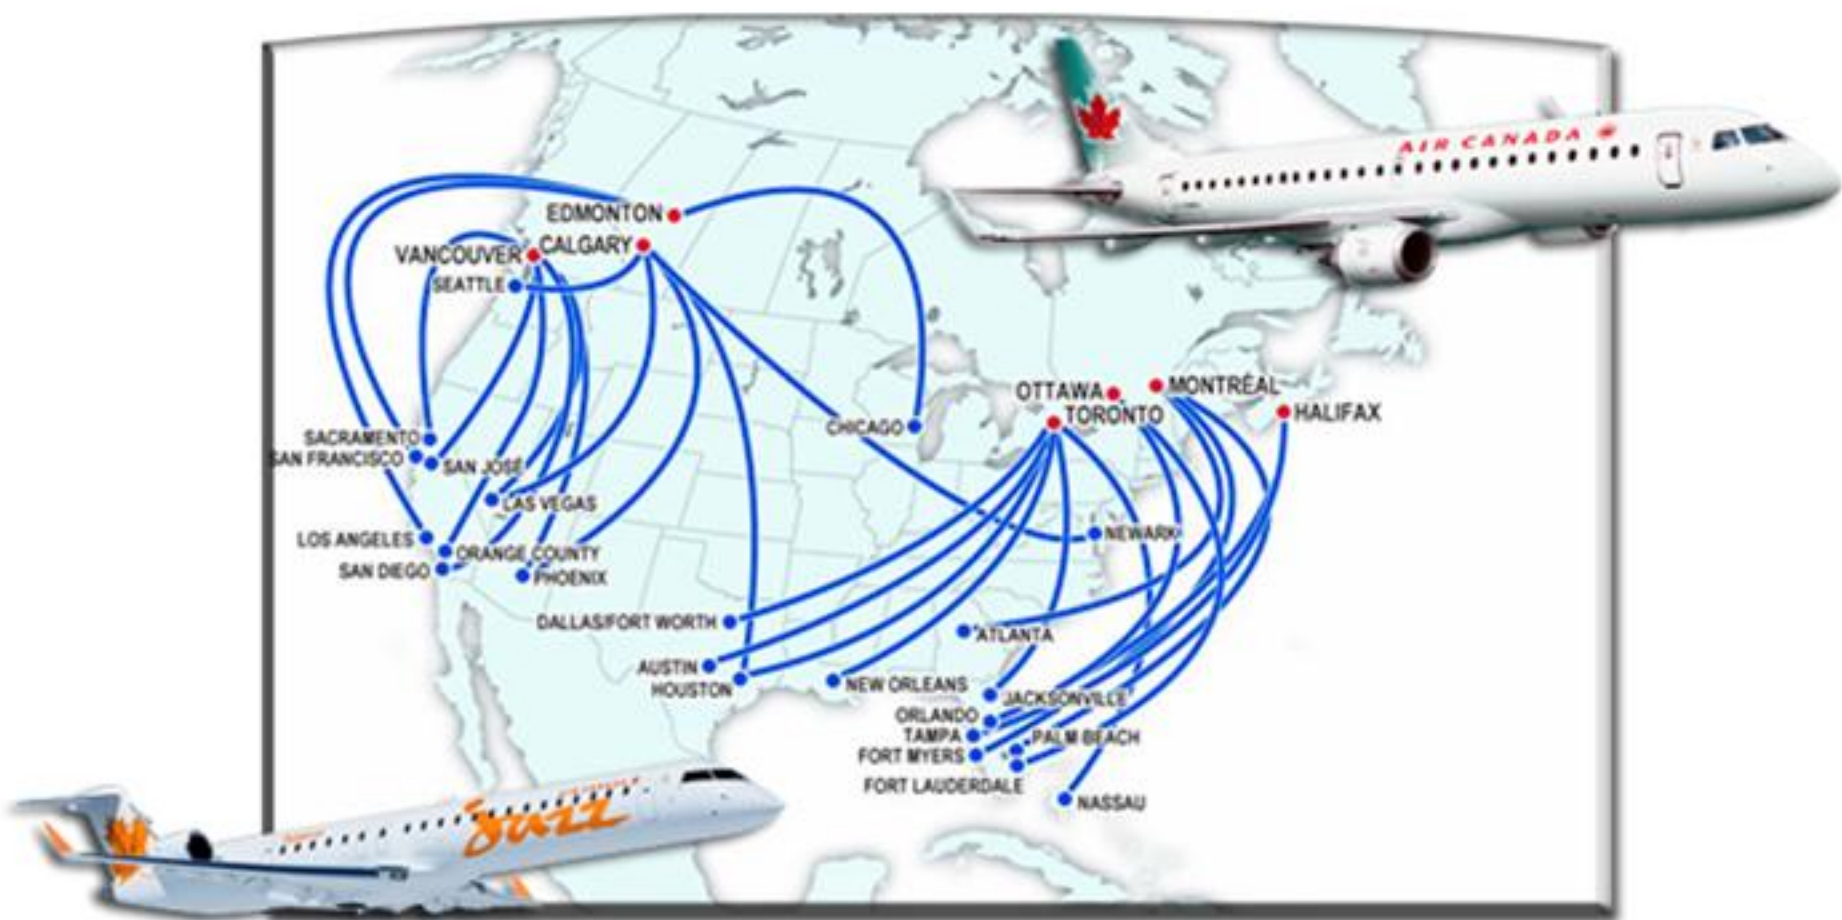 AIR CANADA
EDMONTON
CALGARY
VANCOUVER
SEATTLE
OTTAWA
MONTRÉAL
TORONTO
HALIFAX
CHICAGO
SACRAMENTO
SAN FRANCISCO
SAN JOSÉ
LAS VEGAS
NEWARK
LOS ANGELES
ORANGE COUNTY
SAN DIEGO
PHOENIX
DALLAS/FORT WORTH
ATLANTA
AUSTIN
HOUSTON
NEW ORLEANS
JACKSONVILLE
ORLANDO
TAMPA
PALM BEACH
FORT MYERS
FORT LAUDERDALE
NASSAU
Jazz